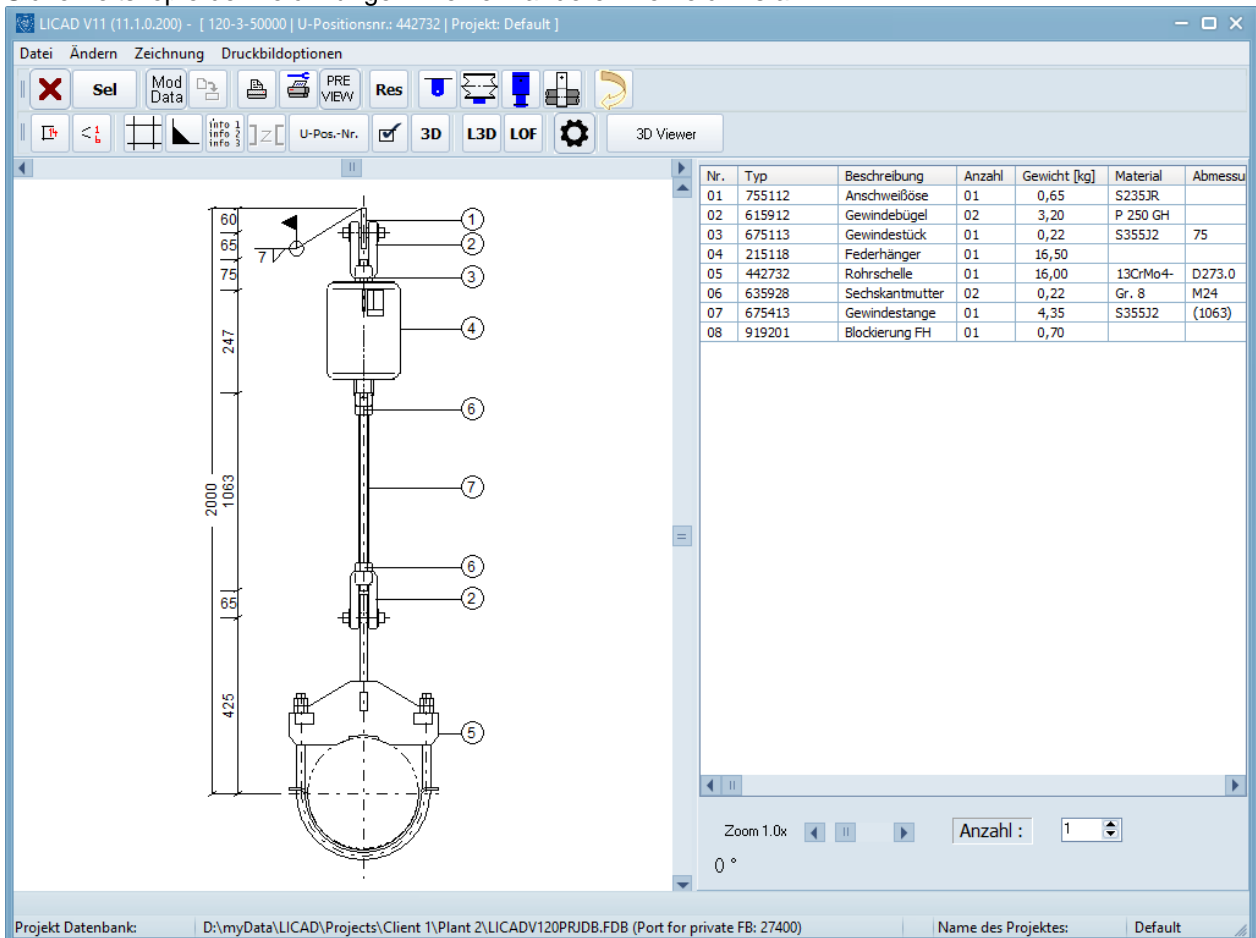 LICAD V11 (11.1.0.200) - [ 120-3-50000 | U-Positionsnr.: 442732 | Projekt: Default ]
Datei Ändern Zeichnung Druckbildoptionen
Sel Mod Data PRE VIEW Res
info 1 info 2 info 3 U-Pos.-Nr. 3D L3D LOF 3D Viewer
Nr. Typ Beschreibung Anzahl Gewicht [kg] Material Abmessu
01 755112 Anschweißöse 01 0,65 S235JR
02 615912 Gewindebügel 02 3,20 P 250 GH
03 675113 Gewindestück 01 0,22 S355J2 75
04 215118 Federhänger 01 16,50
05 442732 Rohrschelle 01 16,00 13CrMo4- D273.0
06 635928 Sechskantmutter 02 0,22 Gr. 8 M24
07 675413 Gewindestange 01 4,35 S355J2 (1063)
08 919201 Blockierung FH 01 0,70
60
1
65
7
2
75
3
247
4
6
2000
1063
7
6
65
2
425
5
Zoom 1.0x Anzahl : 1
0 °
Projekt Datenbank: D:\myData\LICAD\Projects\Client 1\Plant 2\LICADV120PRJDB.FDB (Port for private FB: 27400) Name des Projektes: Default